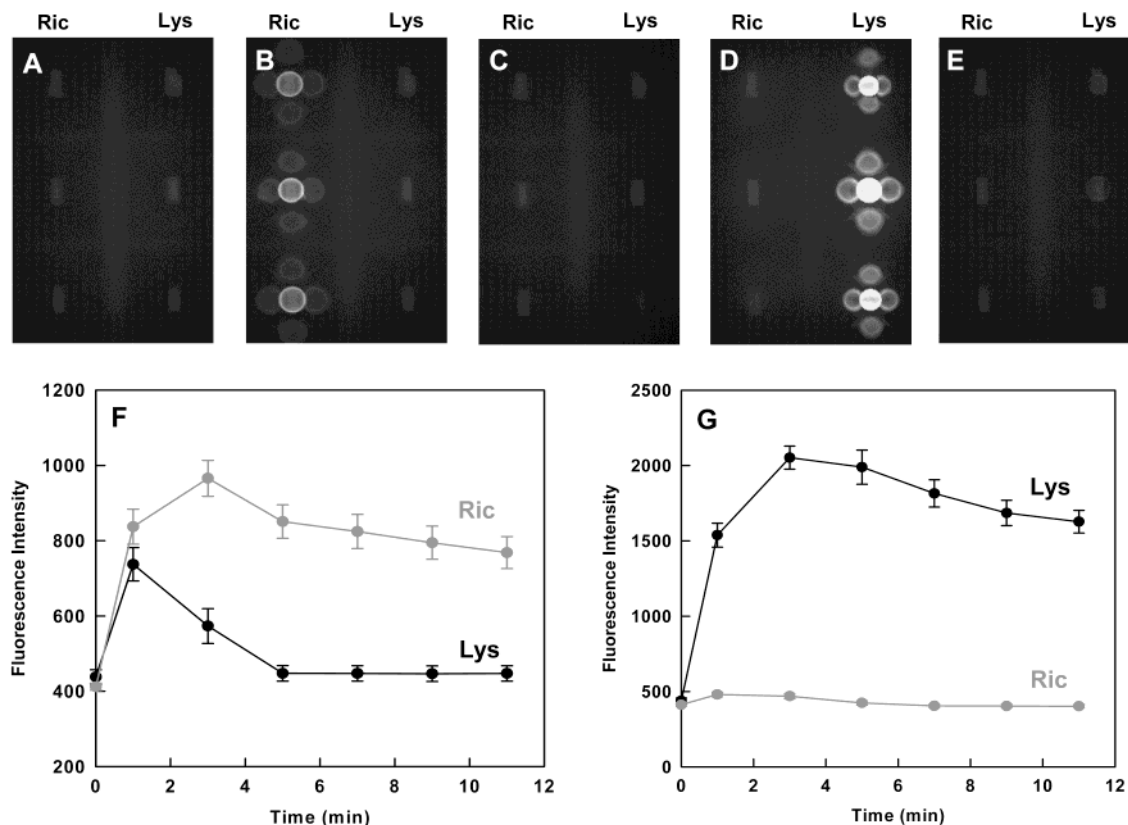 Ric Lys Ric Lys Ric Lys Ric Lys Ric Lys
A B C D E
F
1200
1000
800
600
400
200
0 2 4 6 8 10 12
Fluorescence Intensity
Time (min)
Ric
Lys
G
2500
2000
1500
1000
500
0
0 2 4 6 8 10 12
Fluorescence Intensity
Time (min)
Lys
Ric